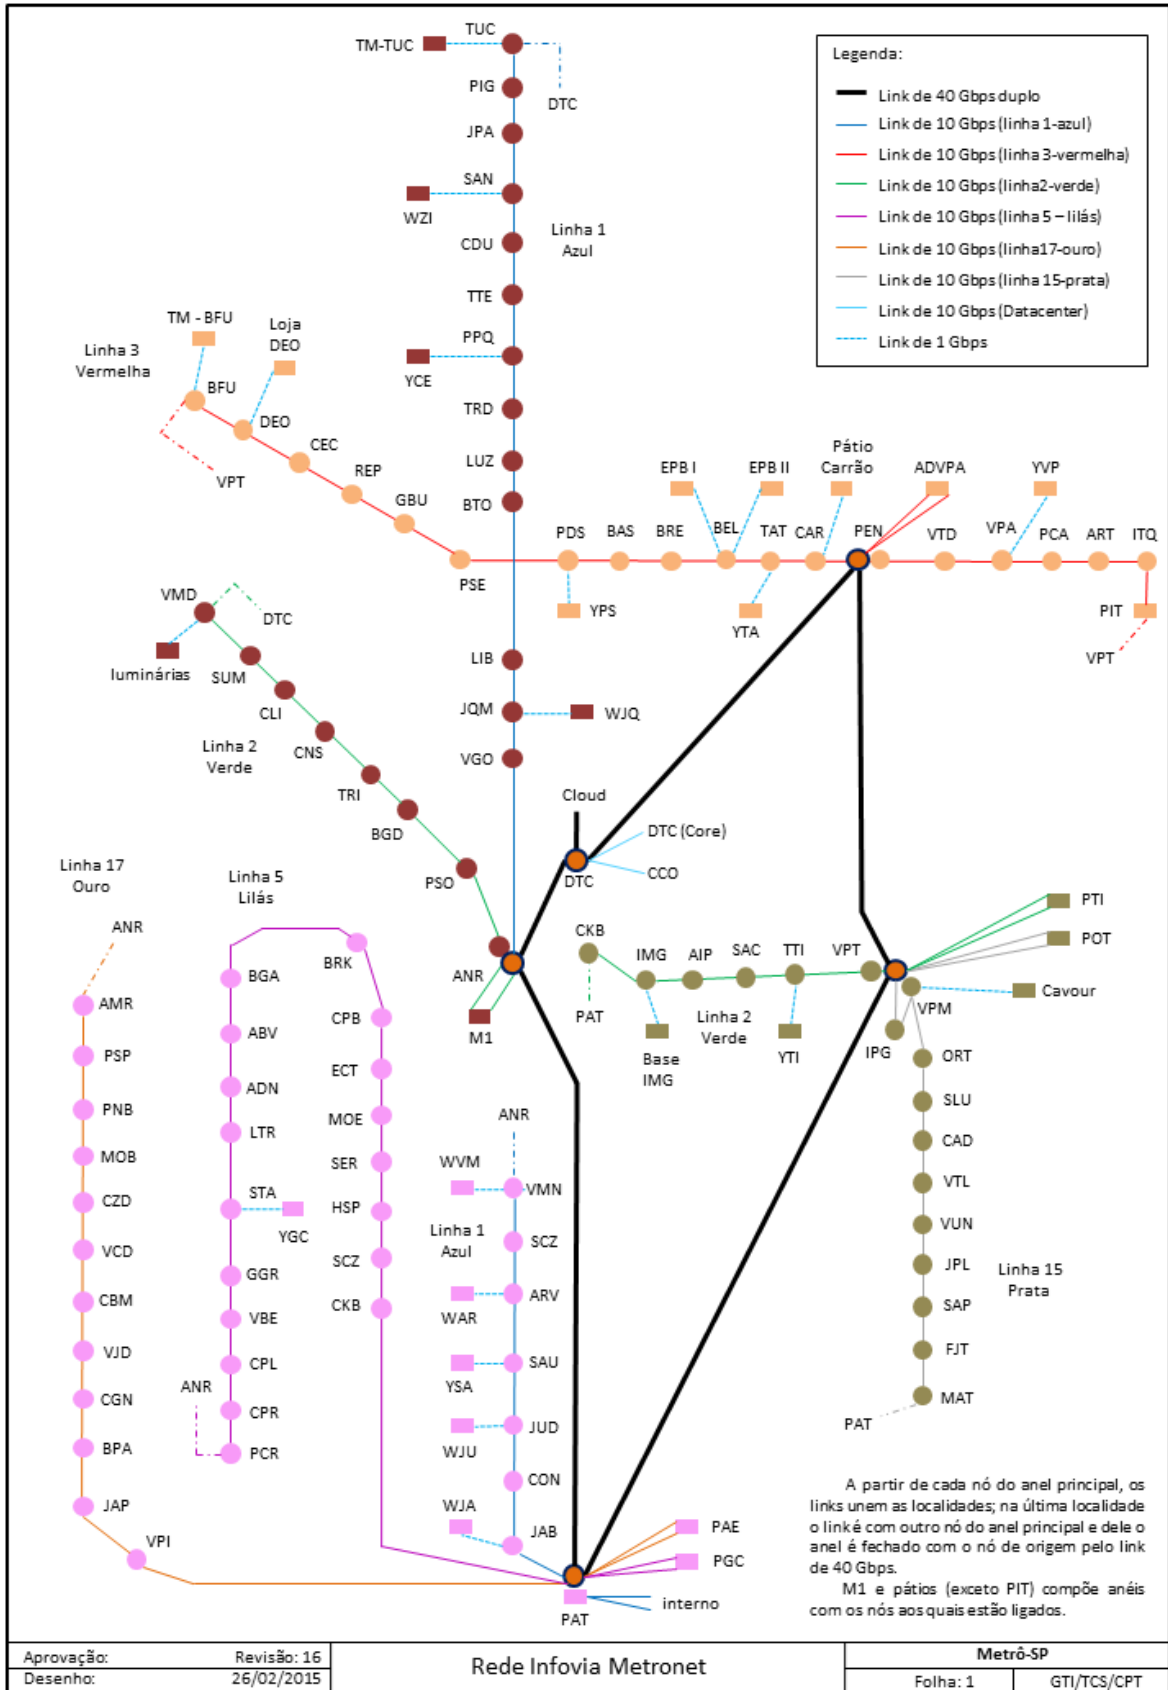 TUC
TM-TUC
PIG
DTC
JPA
SAN
WZI
CDU
Linha 1
Azul
TTE
PPQ
YCE
TRD
LUZ
BTO
Legenda:
Link de 40 Gbps duplo
Link de 10 Gbps (linha 1-azul)
Link de 10 Gbps (linha 3-vermelha)
Link de 10 Gbps (linha2-verde)
Link de 10 Gbps (linha 5 – lilás)
Link de 10 Gbps (linha17-ouro)
Link de 10 Gbps (linha 15-prata)
Link de 10 Gbps (Datacenter)
Link de 1 Gbps
TM - BFU
Loja
DEO
Linha 3
Vermelha
BFU
DEO
CEC
REP
VPT
GBU
PSE
PDS
YPS
BAS
BRE
EPB I
EPB II
BEL
TAT
YTA
Pátio
Carrão
CAR
PEN
ADVPA
VTD
YVP
VPA
PCA
ART
ITQ
PIT
VPT
VMD
DTC
luminárias
SUM
CLI
CNS
Linha 2
Verde
TRI
BGD
PSO
LIB
JQM
WJQ
VGO
Cloud
DTC (Core)
DTC
CCO
ANR
M1
Linha 17
Ouro
ANR
AMR
PSP
PNB
MOB
CZD
VCD
CBM
VJD
CGN
BPA
JAP
VPI
Linha 5
Lilás
BRK
BGA
ABV
ADN
LTR
STA
YGC
GGR
VBE
CPL
ANR
CPR
PCR
CPB
ECT
MOE
SER
HSP
SCZ
CKB
ANR
WVM
VMN
Linha 1
Azul
SCZ
ARV
WAR
SAU
YSA
JUD
WJU
CON
WJA
JAB
PAE
PGC
PAT
interno
CKB
PAT
IMG
Base
IMG
AIP
SAC
Linha 2
Verde
TTI
YTI
VPT
PTI
POT
Cavour
VPM
IPG
ORT
SLU
CAD
VTL
VUN
JPL
Linha 15
Prata
SAP
FJT
MAT
PAT
A partir de cada nó do anel principal, os
links unem as localidades; na última localidade
o link é com outro nó do anel principal e dele o
anel é fechado com o nó de origem pelo link
de 40 Gbps.
M1 e pátios (exceto PIT) compõe anéis
com os nós aos quais estão ligados.
Aprovação: Revisão: 16
Desenho: 26/02/2015
Rede Infovia Metronet
Metrô-SP
Folha: 1 GTI/TCS/CPT